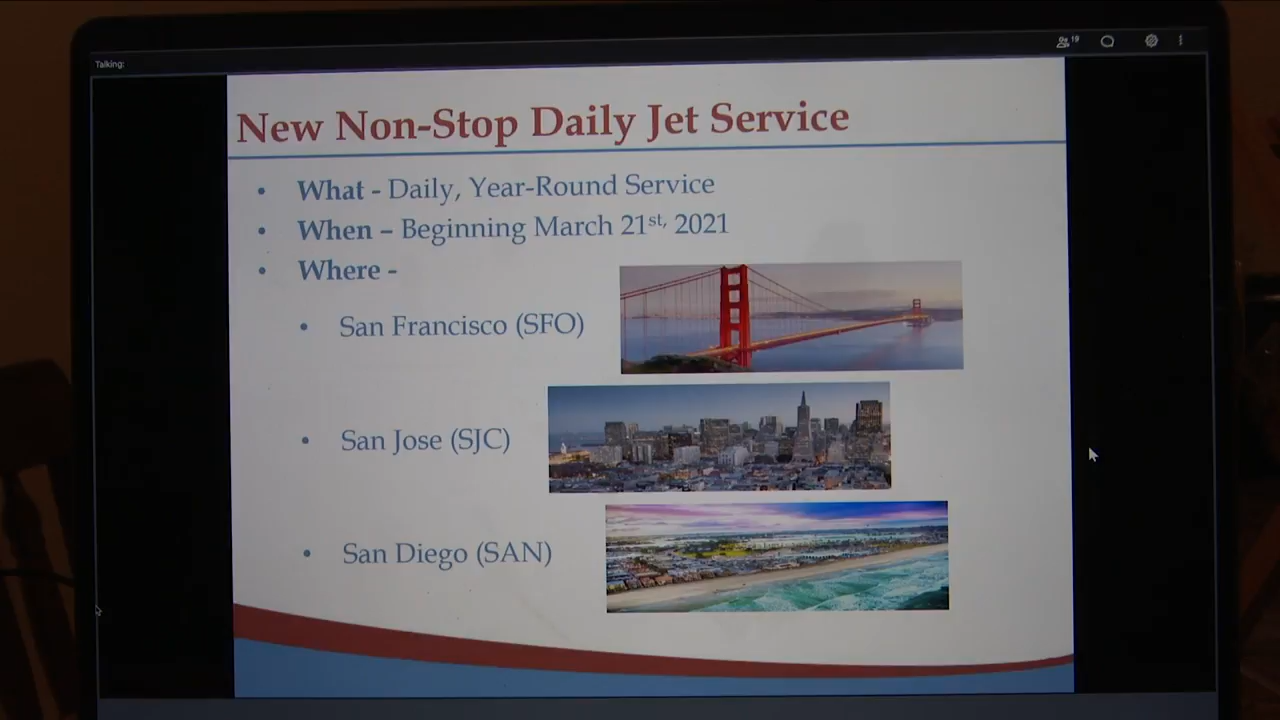 19
Talking:
New Non-Stop Daily Jet Service
• What - Daily, Year-Round Service
• When – Beginning March 21st, 2021
• Where -
• San Francisco (SFO)
• San Jose (SJC)
• San Diego (SAN)